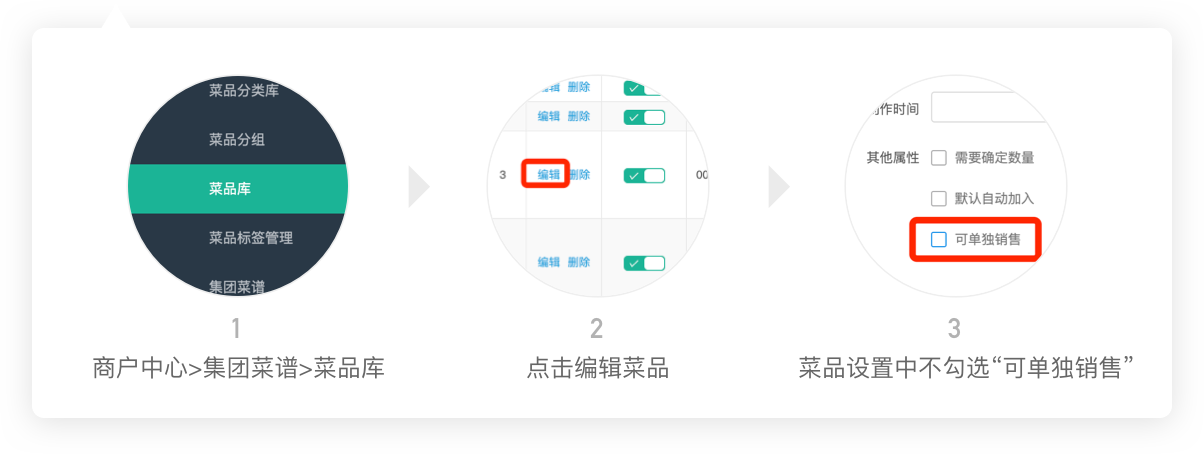 菜品分类库
菜品分组
菜品库
菜品标签管理
集团菜谱
编辑 删除
编辑 删除
3 编辑 删除 00
编辑 删除
制作时间
其他属性 需要确定数量
默认自动加入
可单独销售
1
2
3
商户中心>集团菜谱>菜品库
点击编辑菜品
菜品设置中不勾选“可单独销售”